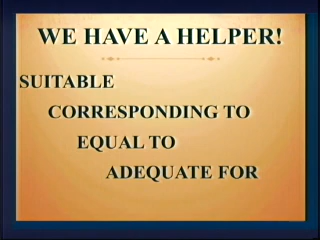 WE HAVE A HELPER!
SUITABLE
CORRESPONDING TO
EQUAL TO
ADEQUATE FOR